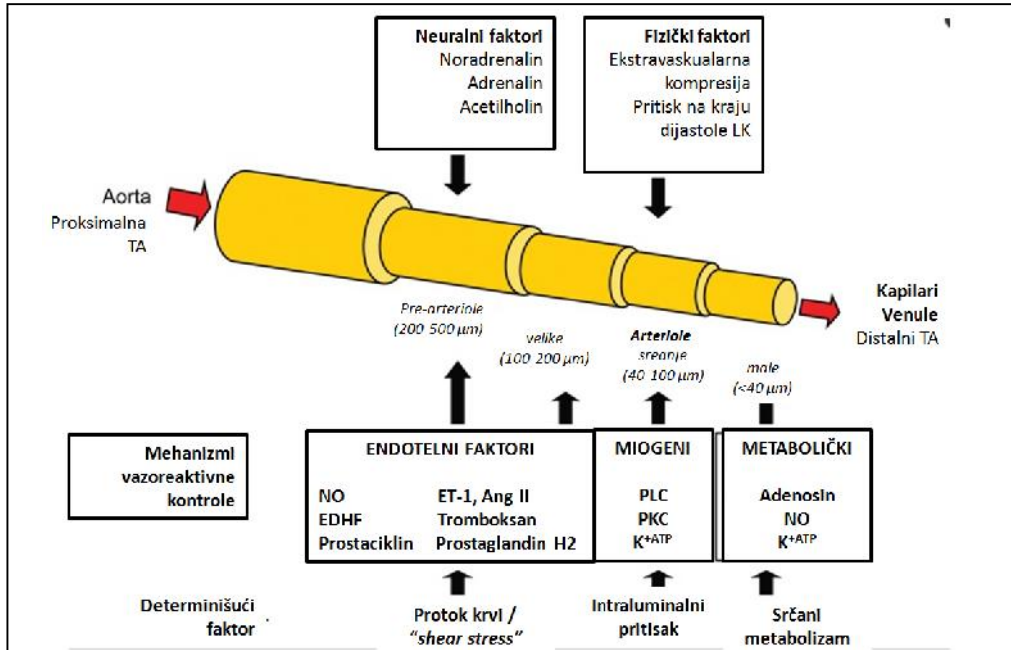 Neuralni faktori
Noradrenalin
Adrenalin
Acetilholin
Fizički faktori
Ekstravaskualarna
kompresija
Pritisk na kraju
dijastole LK
Aorta
Proksimalna
TA
Kapilari
Venule
Distalni TA
Pre-arteriole
(200-500 µm)
velike
(100-200 µm)
Arteriole
srednje
(40-100 µm)
male
(<40 µm)
Mehanizmi
vazoreaktivne
kontrole
ENDOTELNI FAKTORI
NO ET-1, Ang II
EDHF Tromboksan
Prostaciklin Prostaglandin H2
MIOGENI
PLC
PKC
K+ATP
METABOLIČKI
Adenosin
NO
K+ATP
Determinišući
faktor
Protok krvi /
“shear stress”
Intraluminalni
pritisak
Srčani
metabolizam